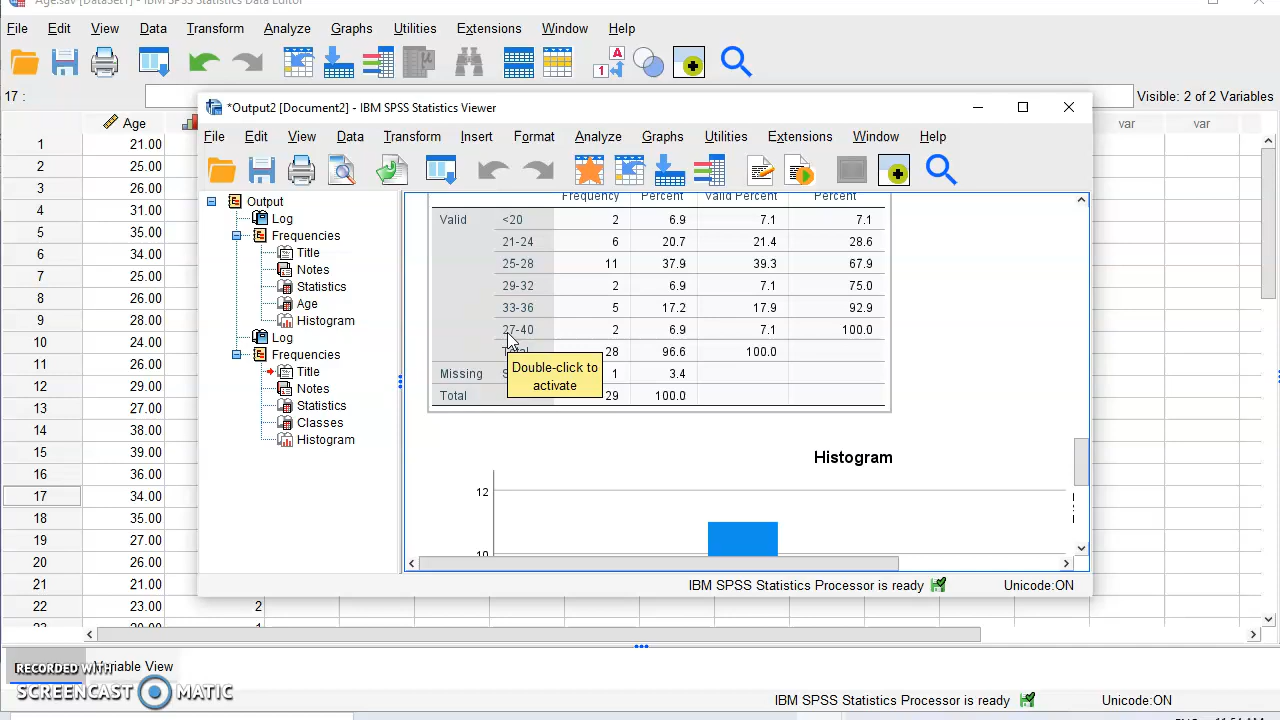 Age.sav [DataSet1] - IBM SPSS Statistics Data Editor
File Edit View Data Transform Analyze Graphs Utilities Extensions Window Help
17 :
Visible: 2 of 2 Variables
Age var var
1 21.00
2 25.00
3 26.00
4 31.00
5 35.00
6 34.00
7 25.00
8 26.00
9 28.00
10 34.00
11 26.00
12 29.00
13 27.00
14 38.00
15 39.00
16 36.00
17 34.00
18 35.00
19 27.00
20 26.00
21 21.00
22 23.00 2
*Output2 [Document2] - IBM SPSS Statistics Viewer
File Edit View Data Transform Insert Format Analyze Graphs Utilities Extensions Window Help
Output
Log
Frequencies
Title
Notes
Statistics
Age
Histogram
Log
Frequencies
Title
Notes
Statistics
Classes
Histogram
Frequency Percent Valid Percent Percent
Valid <20 2 6.9 7.1 7.1
21-24 6 20.7 21.4 28.6
25-28 11 37.9 39.3 67.9
29-32 2 6.9 7.1 75.0
33-36 5 17.2 17.9 92.9
27-40 2 6.9 7.1 100.0
Total 28 96.6 100.0
Missing 1 3.4
Total 29 100.0
Double-click to
activate
Histogram
12
10
IBM SPSS Statistics Processor is ready Unicode:ON
Variable View
RECORDED WITH
SCREENCAST MATIC
IBM SPSS Statistics Processor is ready Unicode:ON